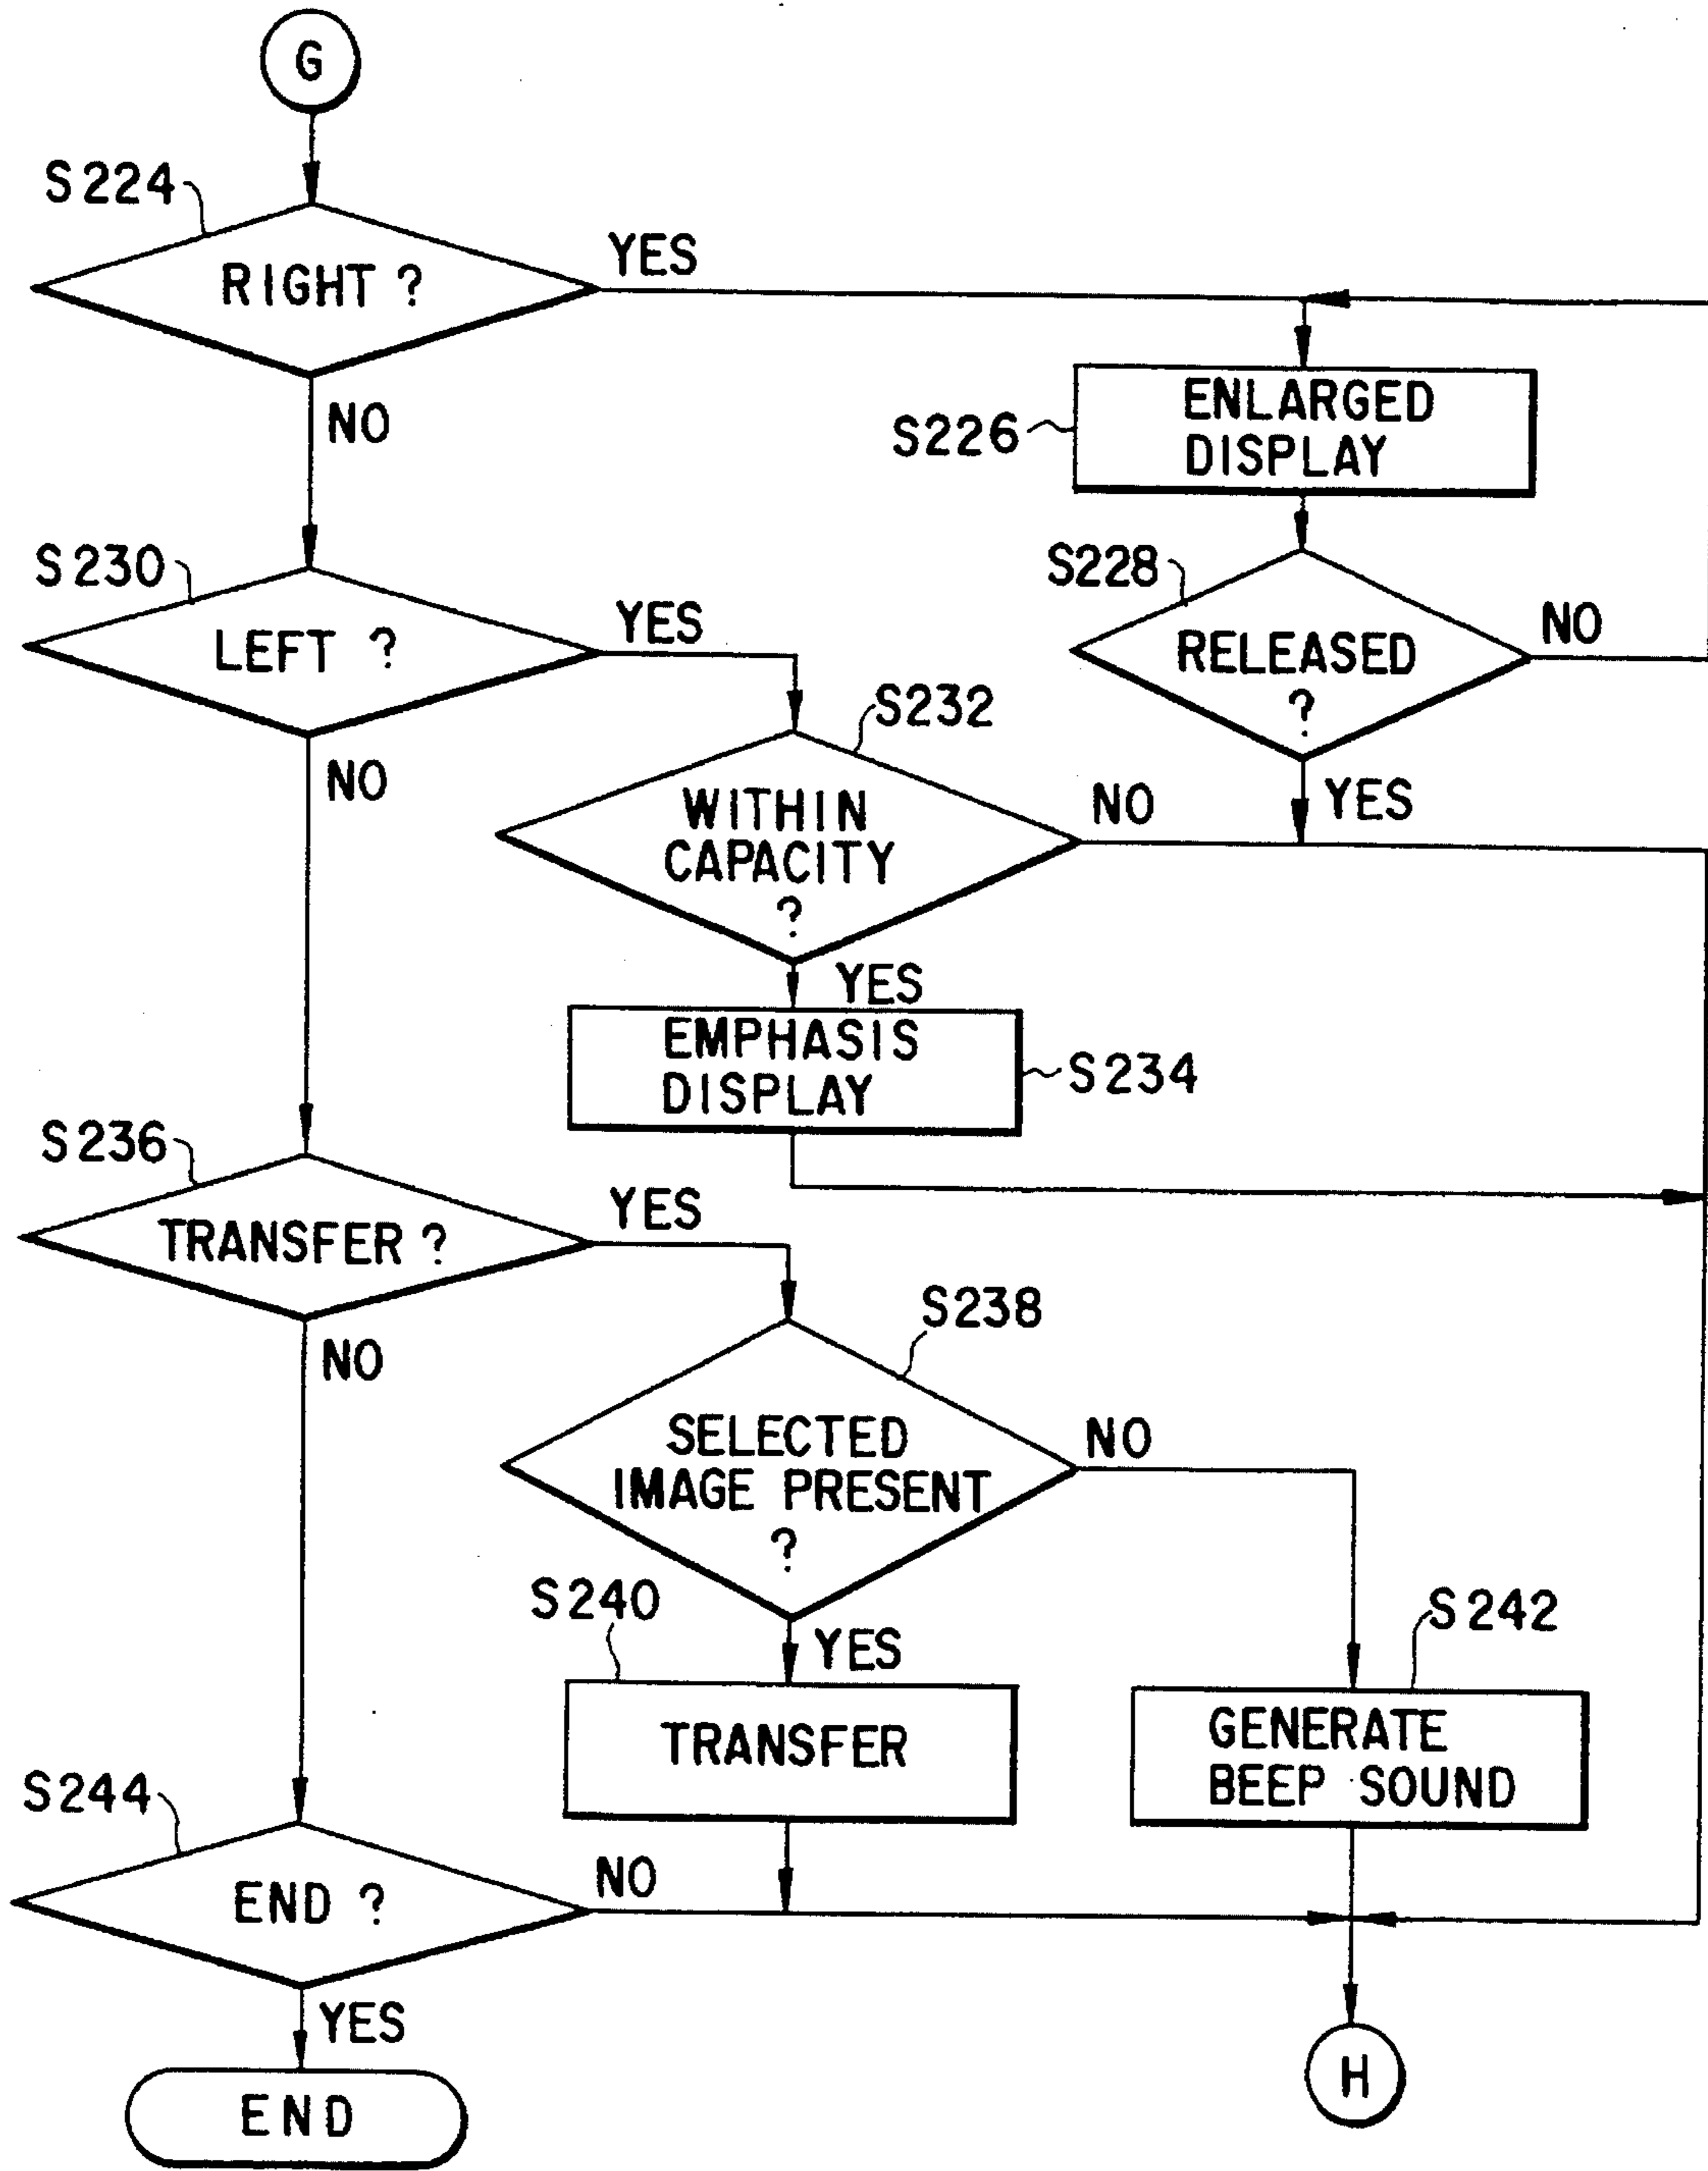 G
S224
RIGHT ?
YES
NO
S226
ENLARGED
DISPLAY
S230
LEFT ?
YES
NO
S228
RELEASED
?
NO
YES
S232
WITHIN
CAPACITY
?
NO
YES
EMPHASIS
DISPLAY
S234
S236
TRANSFER ?
YES
NO
S238
SELECTED
IMAGE PRESENT
?
NO
YES
S240
TRANSFER
S242
GENERATE
BEEP SOUND
S244
END ?
NO
YES
END
H